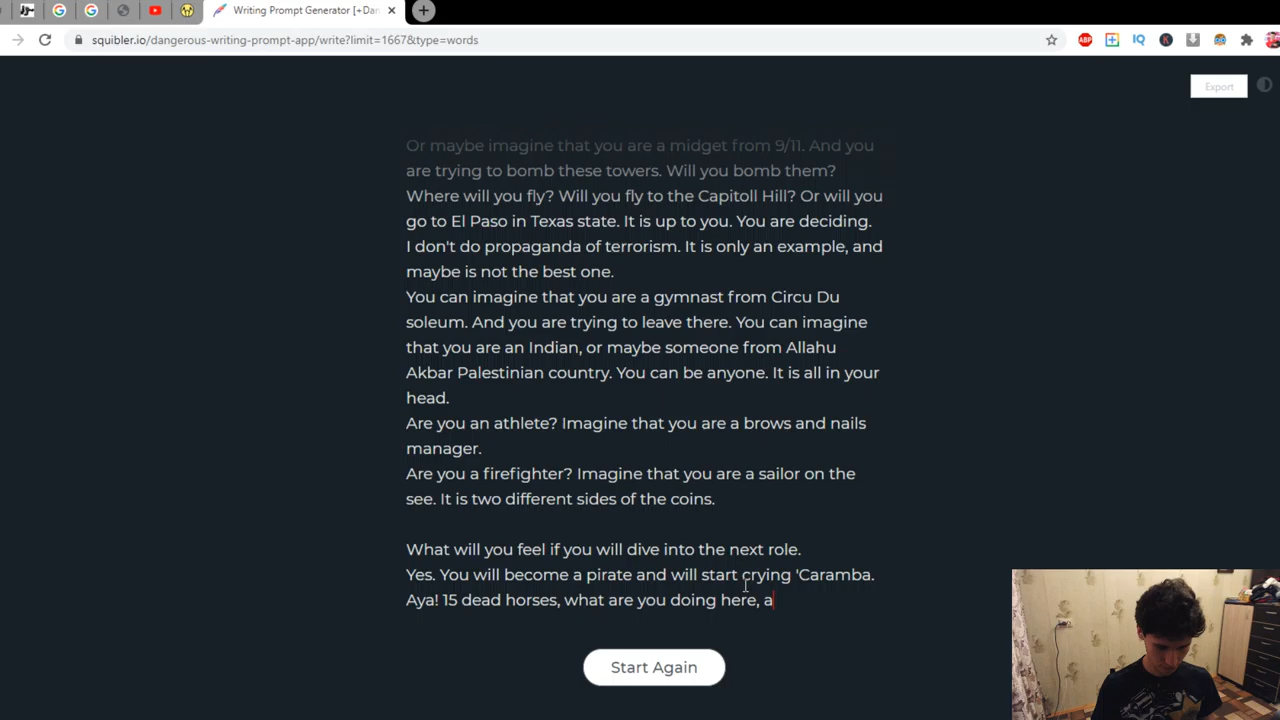 Writing Prompt Generator [+Dan
squibler.io/dangerous-writing-prompt-app/write?limit=1667&type=words
ABP
IQ
K
Export
Or maybe imagine that you are a midget from 9/11. And you
are trying to bomb these towers. Will you bomb them?
Where will you fly? Will you fly to the Capitoll Hill? Or will you
go to El Paso in Texas state. It is up to you. You are deciding.
I don't do propaganda of terrorism. It is only an example, and
maybe is not the best one.
You can imagine that you are a gymnast from Circu Du
soleum. And you are trying to leave there. You can imagine
that you are an Indian, or maybe someone from Allahu
Akbar Palestinian country. You can be anyone. It is all in your
head.
Are you an athlete? Imagine that you are a brows and nails
manager.
Are you a firefighter? Imagine that you are a sailor on the
see. It is two different sides of the coins.
What will you feel if you will dive into the next role.
Yes. You will become a pirate and will start crying 'Caramba.
Aya! 15 dead horses, what are you doing here, a
Start Again